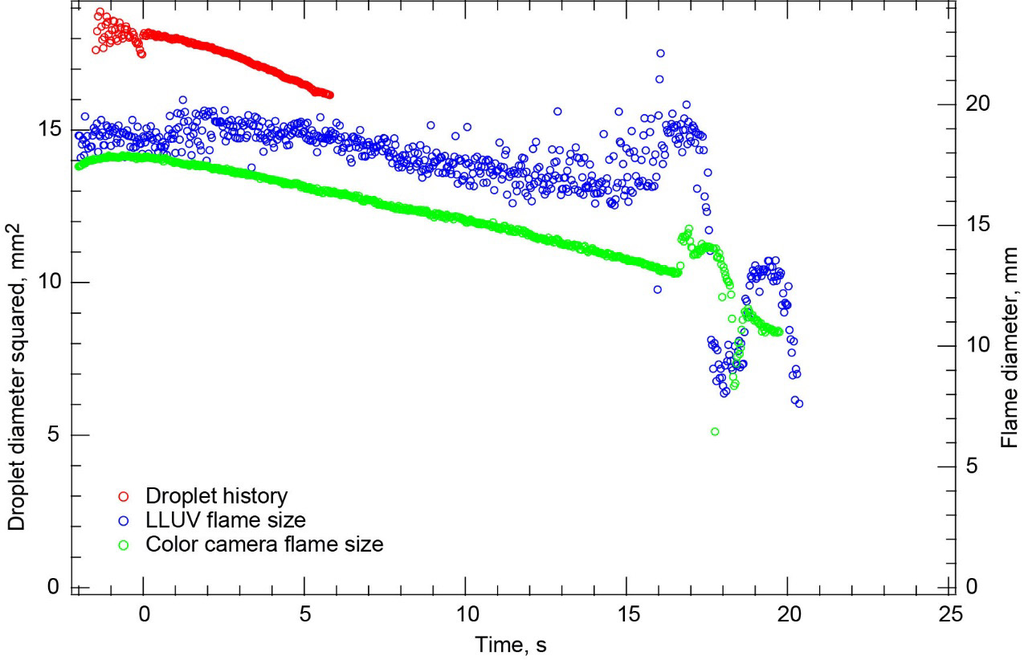 15
10
5
0
Droplet diameter squared, mm2
20
15
10
5
0
Flame diameter, mm
Droplet history
LLUV flame size
Color camera flame size
0 5 10 15 20 25
Time, s